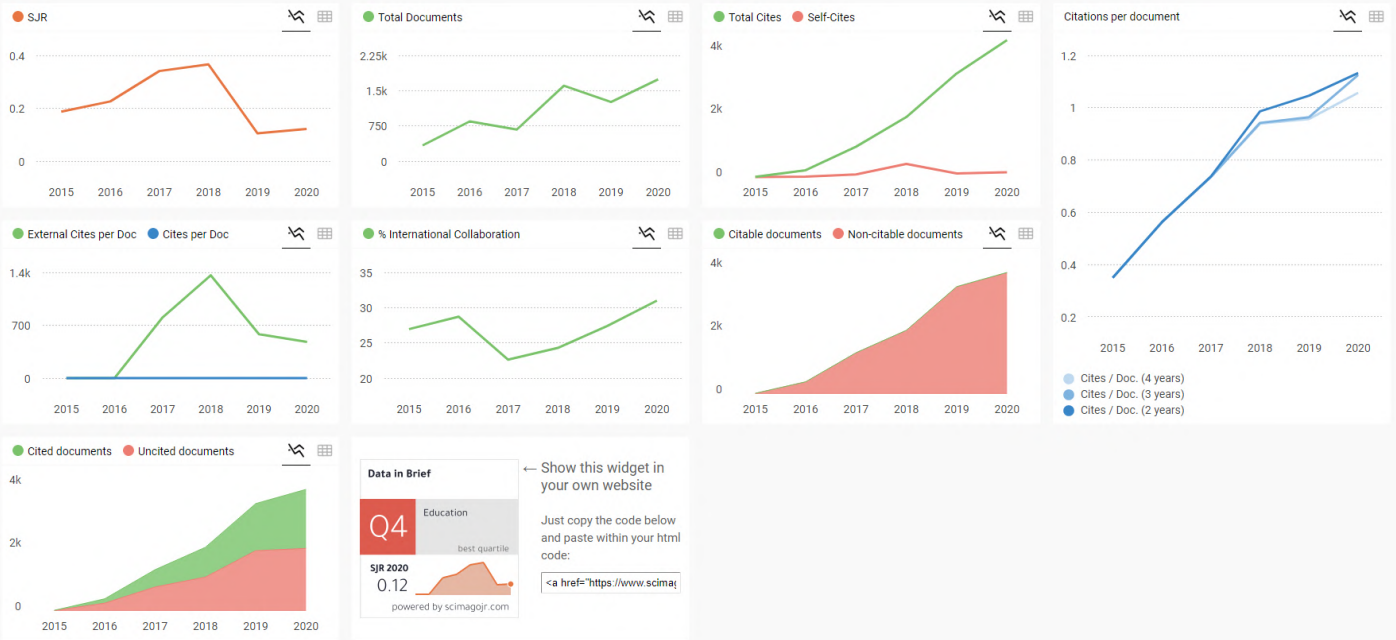 SJR
0.4
0.2
0
2015 2016 2017 2018 2019 2020
Total Documents
2.25k
1.5k
750
0
2015 2016 2017 2018 2019 2020
Total Cites Self-Cites
4k
2k
0
2015 2016 2017 2018 2019 2020
Citations per document
1.2
1
0.8
0.6
0.4
0.2
2015 2016 2017 2018 2019 2020
Cites / Doc. (4 years)
Cites / Doc. (3 years)
Cites / Doc. (2 years)
External Cites per Doc Cites per Doc
1.4k
700
0
2015 2016 2017 2018 2019 2020
% International Collaboration
35
30
25
20
2015 2016 2017 2018 2019 2020
Citable documents Non-citable documents
4k
2k
0
2015 2016 2017 2018 2019 2020
Cited documents Uncited documents
4k
2k
0
2015 2016 2017 2018 2019 2020
Data in Brief
Q4
Education
best quartile
SJR 2020
0.12
powered by scimagojr.com
← Show this widget in
your own website
Just copy the code below
and paste within your html
code:
<a href="https://www.scimag